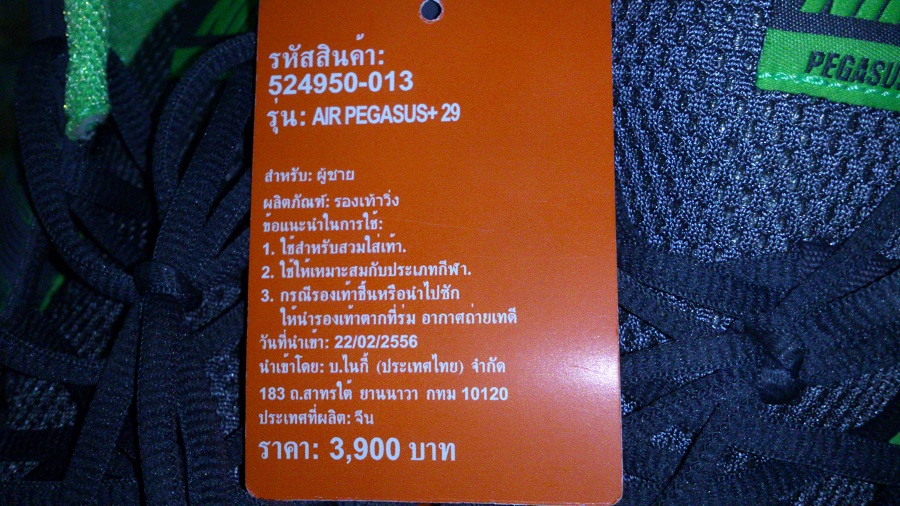 รหัสสินค้า:
524950-013
รุ่น: AIR PEGASUS+ 29
สำหรับ: ผู้ชาย
ผลิตภัณฑ์: รองเท้าวิ่ง
ข้อแนะนำในการใช้:
1. ใช้สำหรับสวมใส่เท้า.
2. ใช้ให้เหมาะสมกับประเภทกีฬา.
3. กรณีรองเท้าชื้นหรือนำไปซัก
ให้นำรองเท้าตากที่ร่ม อากาศถ่ายเทดี
วันที่นำเข้า: 22/02/2556
นำเข้าโดย: บ.ไนกี้ (ประเทศไทย) จำกัด
183 ถ.สาทรใต้ ยานนาวา กทม 10120
ประเทศที่ผลิต: จีน
ราคา: 3,900 บาท